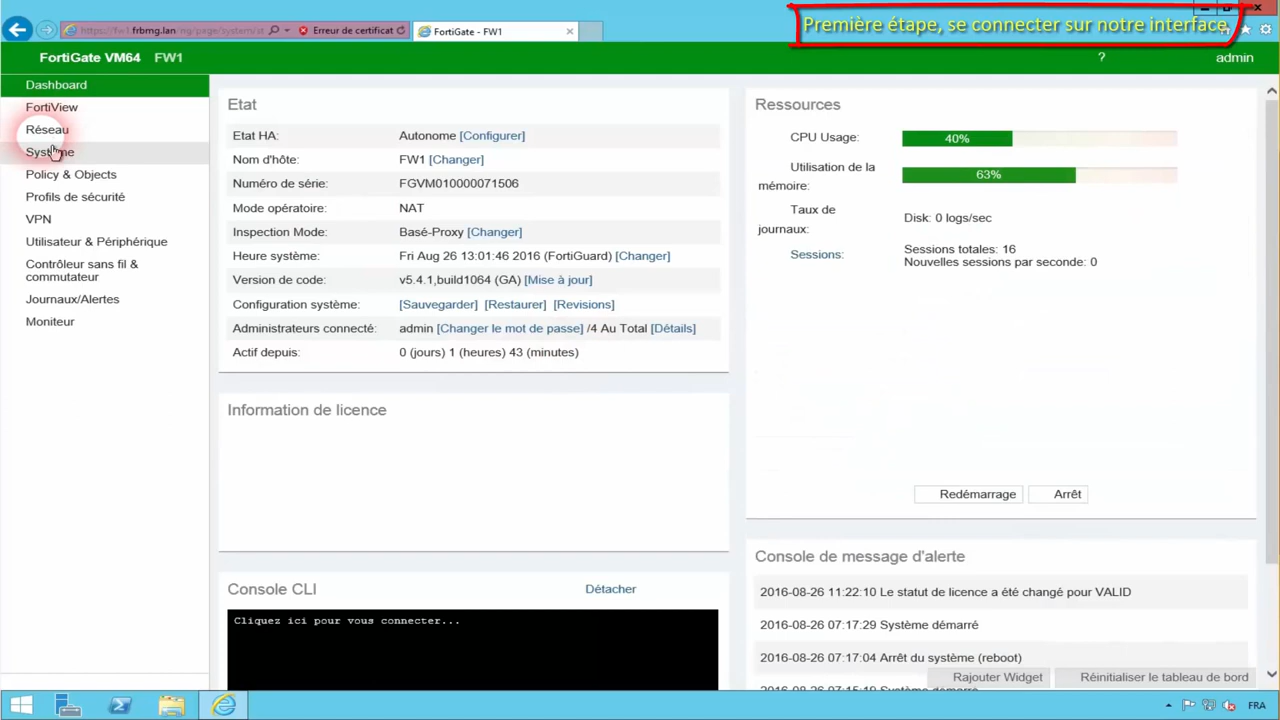 Première étape, se connecter sur notre interface
https://fw1.frbmg.lan/ng/page/system/st
Erreur de certificat
FortiGate - FW1
FortiGate VM64 FW1
?
admin
Dashboard
FortiView
Réseau
Système
Policy & Objects
Profils de sécurité
VPN
Utilisateur & Périphérique
Contrôleur sans fil &
commutateur
Journaux/Alertes
Moniteur
Etat
Etat HA: Autonome [Configurer]
Nom d'hôte: FW1 [Changer]
Numéro de série: FGVM010000071506
Mode opératoire: NAT
Inspection Mode: Basé-Proxy [Changer]
Heure système: Fri Aug 26 13:01:46 2016 (FortiGuard) [Changer]
Version de code: v5.4.1,build1064 (GA) [Mise à jour]
Configuration système: [Sauvegarder] [Restaurer] [Revisions]
Administrateurs connecté: admin [Changer le mot de passe] /4 Au Total [Détails]
Actif depuis: 0 (jours) 1 (heures) 43 (minutes)
Information de licence
Console CLI
Détacher
Cliquez ici pour vous connecter...
Ressources
CPU Usage: 40%
Utilisation de la
mémoire:
63%
Taux de
journaux:
Disk: 0 logs/sec
Sessions:
Sessions totales: 16
Nouvelles sessions par seconde: 0
Redémarrage
Arrêt
Console de message d'alerte
2016-08-26 11:22:10 Le statut de licence a été changé pour VALID
2016-08-26 07:17:29 Système démarré
2016-08-26 07:17:04 Arrêt du système (reboot)
Rajouter Widget
Réinitialiser le tableau de bord
FRA